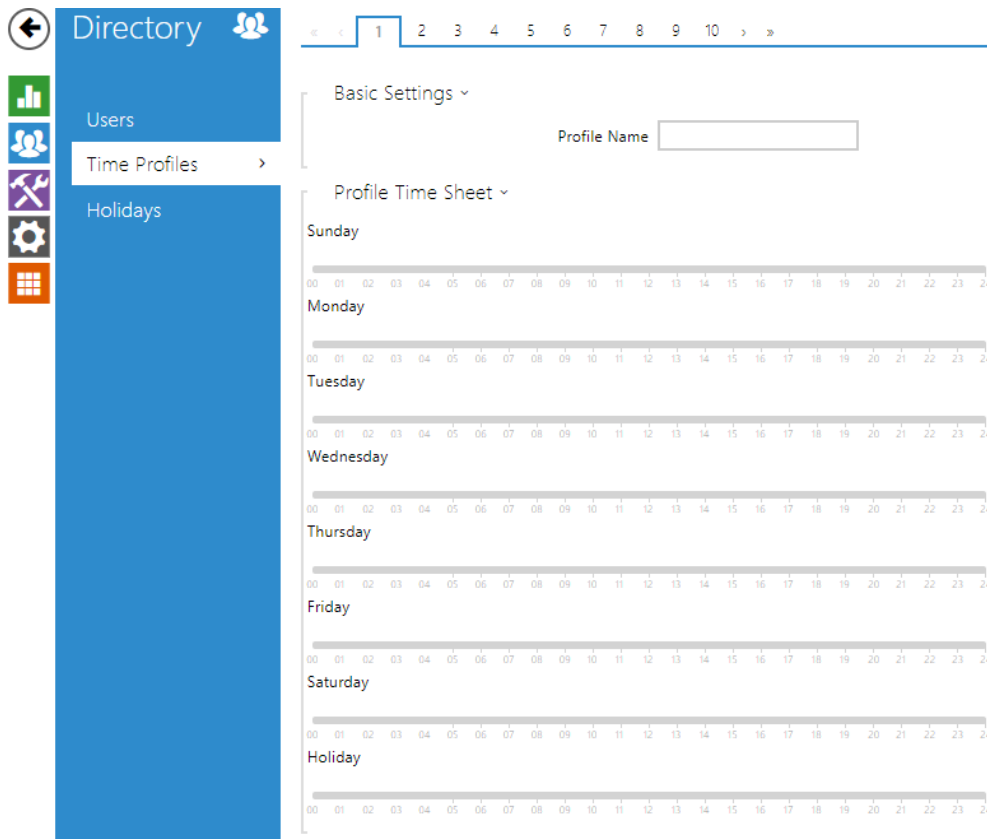 Directory
« ‹ 1 2 3 4 5 6 7 8 9 10 › »
Users
Time Profiles ›
Holidays
Basic Settings
Profile Name
Profile Time Sheet
Sunday
00 01 02 03 04 05 06 07 08 09 10 11 12 13 14 15 16 17 18 19 20 21 22 23
Monday
00 01 02 03 04 05 06 07 08 09 10 11 12 13 14 15 16 17 18 19 20 21 22 23
Tuesday
00 01 02 03 04 05 06 07 08 09 10 11 12 13 14 15 16 17 18 19 20 21 22 23
Wednesday
00 01 02 03 04 05 06 07 08 09 10 11 12 13 14 15 16 17 18 19 20 21 22 23
Thursday
00 01 02 03 04 05 06 07 08 09 10 11 12 13 14 15 16 17 18 19 20 21 22 23
Friday
00 01 02 03 04 05 06 07 08 09 10 11 12 13 14 15 16 17 18 19 20 21 22 23
Saturday
00 01 02 03 04 05 06 07 08 09 10 11 12 13 14 15 16 17 18 19 20 21 22 23
Holiday
00 01 02 03 04 05 06 07 08 09 10 11 12 13 14 15 16 17 18 19 20 21 22 23